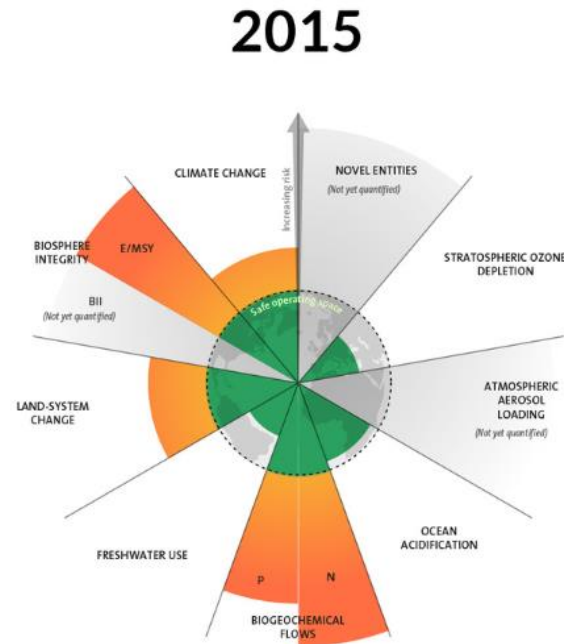 2015
CLIMATE CHANGE
Increasing risk
NOVEL ENTITIES
(Not yet quantified)
STRATOSPHERIC OZONE
DEPLETION
ATMOSPHERIC
AEROSOL
LOADING
(Not yet quantified)
OCEAN
ACIDIFICATION
N
P
BIOGEOCHEMICAL
FLOWS
FRESHWATER USE
LAND-SYSTEM
CHANGE
BII
(Not yet quantified)
BIOSPHERE
INTEGRITY
E/MSY
Safe operating space